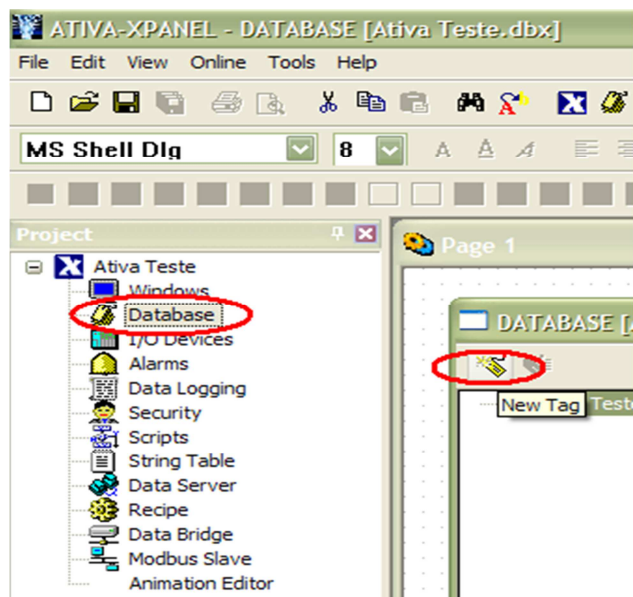 ATIVA-XPANEL - DATABASE [Ativa Teste.dbx]
File Edit View Online Tools Help
MS Shell Dlg 8 A A A
Project
Page 1
Ativa Teste
Windows
Database
I/O Devices
Alarms
Data Logging
Security
Scripts
String Table
Data Server
Recipe
Data Bridge
Modbus Slave
Animation Editor
DATABASE [
New Tag Teste